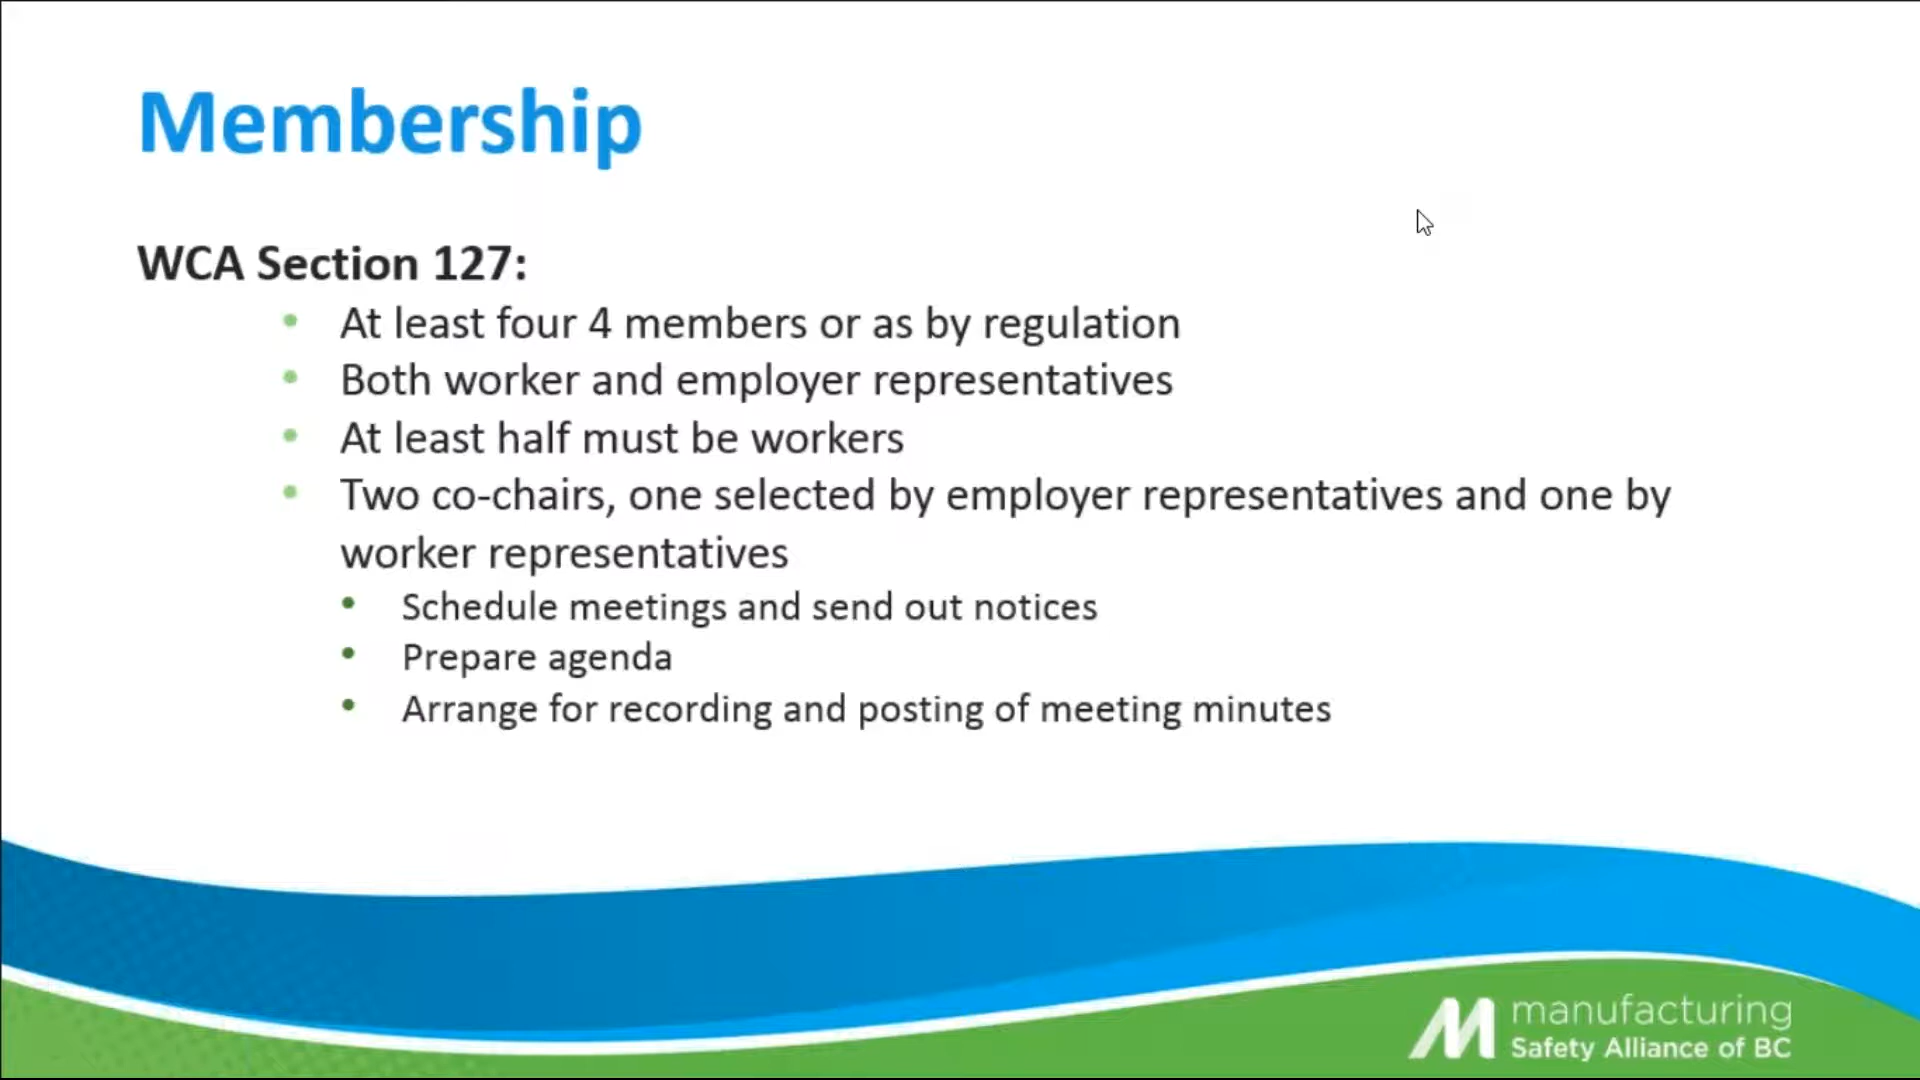 Membership
WCA Section 127:
• At least four 4 members or as by regulation
• Both worker and employer representatives
• At least half must be workers
• Two co-chairs, one selected by employer representatives and one by
worker representatives
• Schedule meetings and send out notices
• Prepare agenda
• Arrange for recording and posting of meeting minutes
manufacturing
Safety Alliance of BC